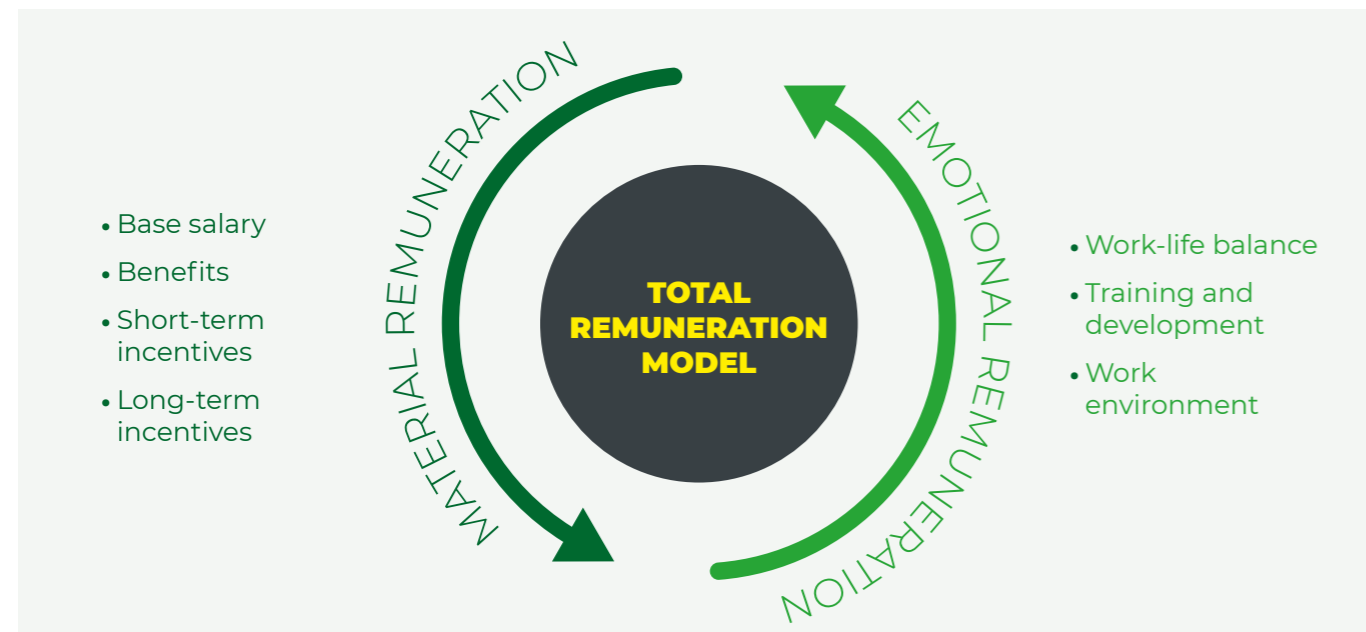 MATERIAL REMUNERATION
• Base salary
• Benefits
• Short-term
incentives
• Long-term
incentives
TOTAL
REMUNERATION
MODEL
EMOTIONAL REMUNERATION
• Work-life balance
• Training and
development
• Work
environment